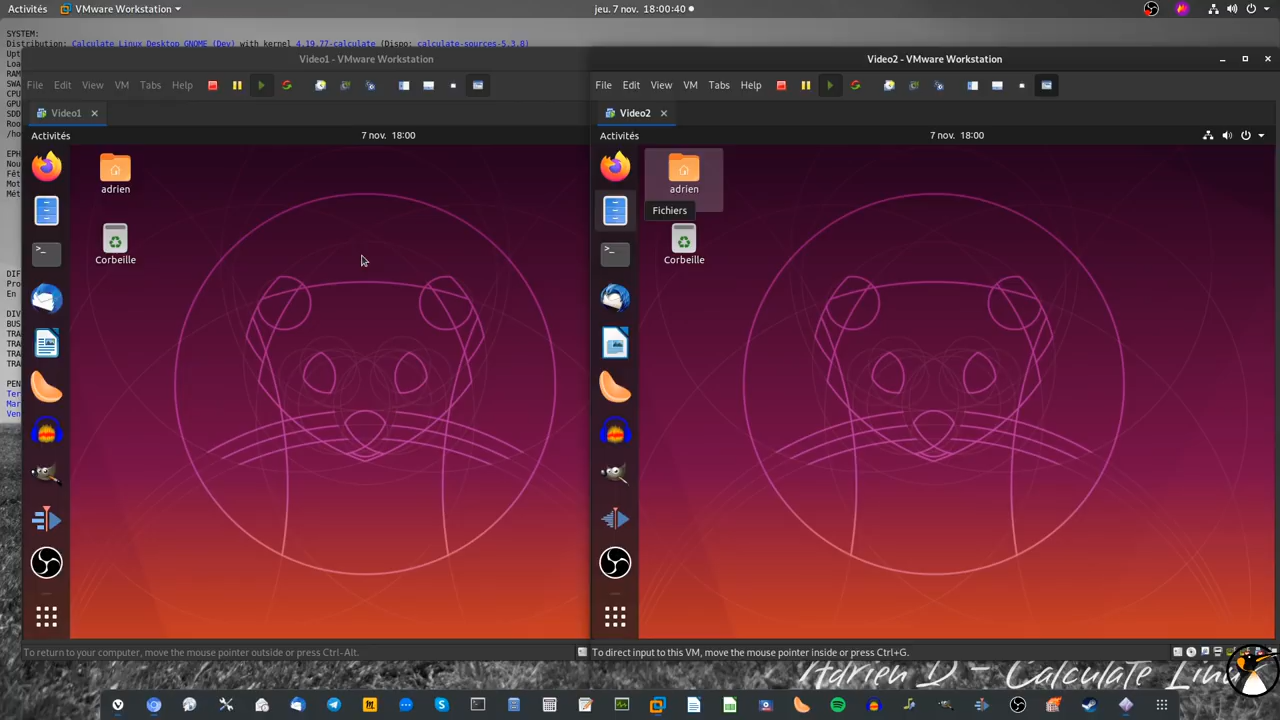 Activités
VMware Workstation
jeu. 7 nov. 18:00:40
SYSTEM:
Distribution: Calculate Linux Desktop GNOME (Dev) with kernel 4.19.77-calculate (Dispo: calculate-sources-5.3.8)
Video1 - VMware Workstation
File Edit View VM Tabs Help
Video1
Activités
7 nov. 18:00
adrien
Corbeille
To return to your computer, move the mouse pointer outside or press Ctrl-Alt.
Video2 - VMware Workstation
File Edit View VM Tabs Help
Video2
Activités
7 nov. 18:00
adrien
Fichiers
Corbeille
To direct input to this VM, move the mouse pointer inside or press Ctrl+G.
Adrien D - Calculate Linu